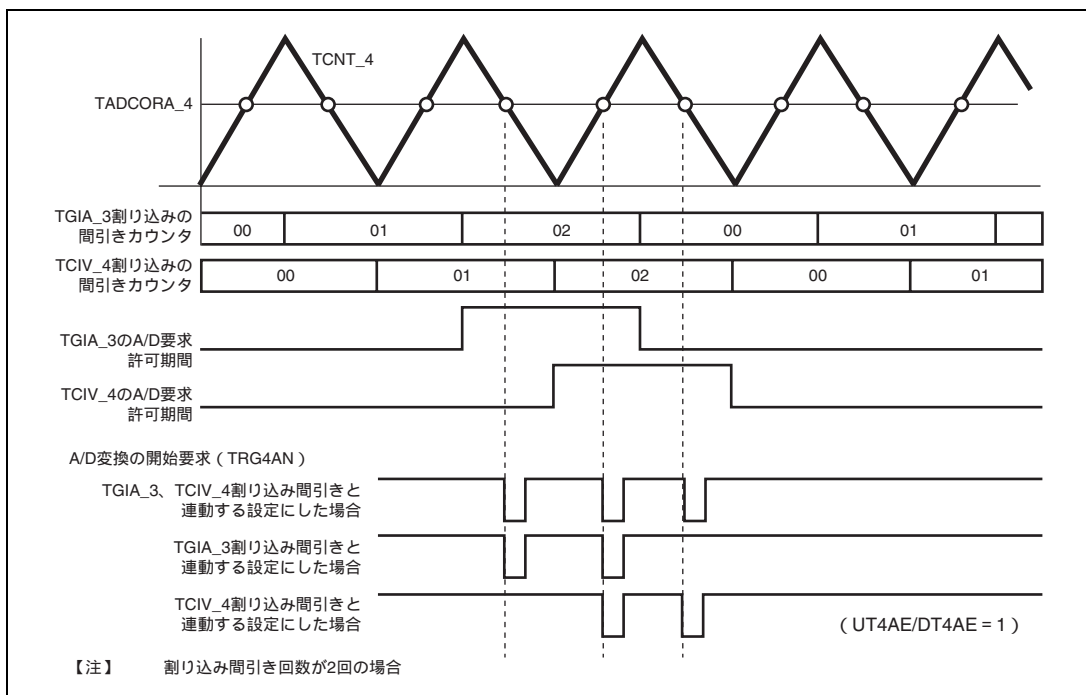 TCNT_4
TADCORA_4
TGIA_3割り込みの
間引きカウンタ
00 01 02 00 01
TCIV_4割り込みの
間引きカウンタ
00 01 02 00 01
TGIA_3のA/D要求
許可期間
TCIV_4のA/D要求
許可期間
A/D変換の開始要求（TRG4AN）
TGIA_3、TCIV_4割り込み間引きと
連動する設定にした場合
TGIA_3割り込み間引きと
連動する設定にした場合
TCIV_4割り込み間引きと
連動する設定にした場合
（UT4AE/DT4AE = 1）
【注】 割り込み間引き回数が2回の場合